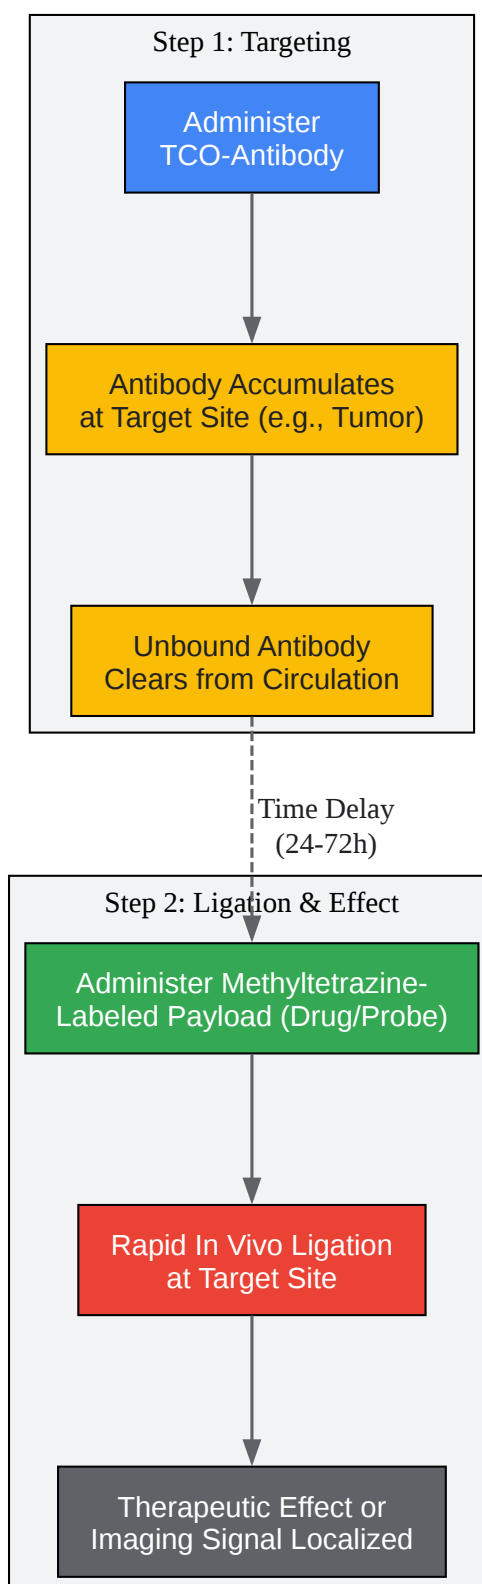 Step 1: Targeting
Administer
TCO-Antibody
Antibody Accumulates
at Target Site (e.g., Tumor)
Unbound Antibody
Clears from Circulation
Time Delay
(24-72h)
Step 2: Ligation & Effect
Administer Methyltetrazine-
Labeled Payload (Drug/Probe)
Rapid In Vivo Ligation
at Target Site
Therapeutic Effect or
Imaging Signal Localized